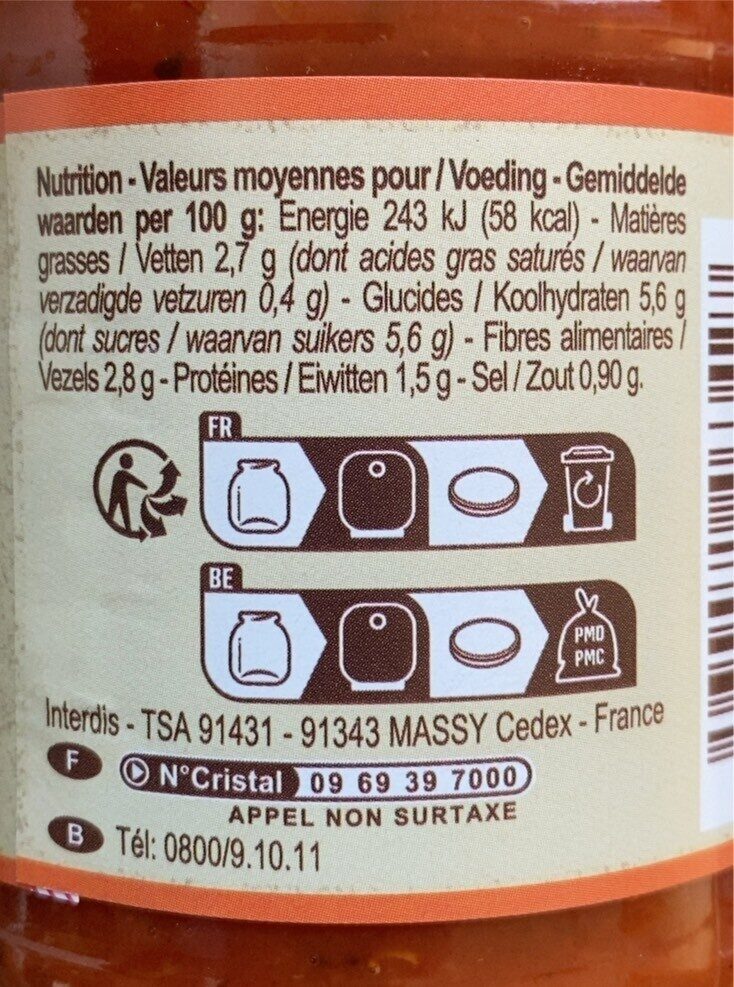 Nutrition - Valeurs moyennes pour / Voeding - Gemiddelde
waarden per 100 g: Energie 243 kJ (58 kcal) - Matières
grasses / Vetten 2,7 g (dont acides gras saturés / waarvan
verzadigde vetzuren 0,4 g) - Glucides / Koolhydraten 5,6 g
(dont sucres / waarvan suikers 5,6 g) - Fibres alimentaires /
Vezels 2,8 g - Protéines / Eiwitten 1,5 g - Sel / Zout 0,90 g.
FR
BE
PMD
PMC
Interdis - TSA 91431 - 91343 MASSY Cedex - France
F N°Cristal 09 69 39 7000
APPEL NON SURTAXE
B Tél: 0800/9.10.11